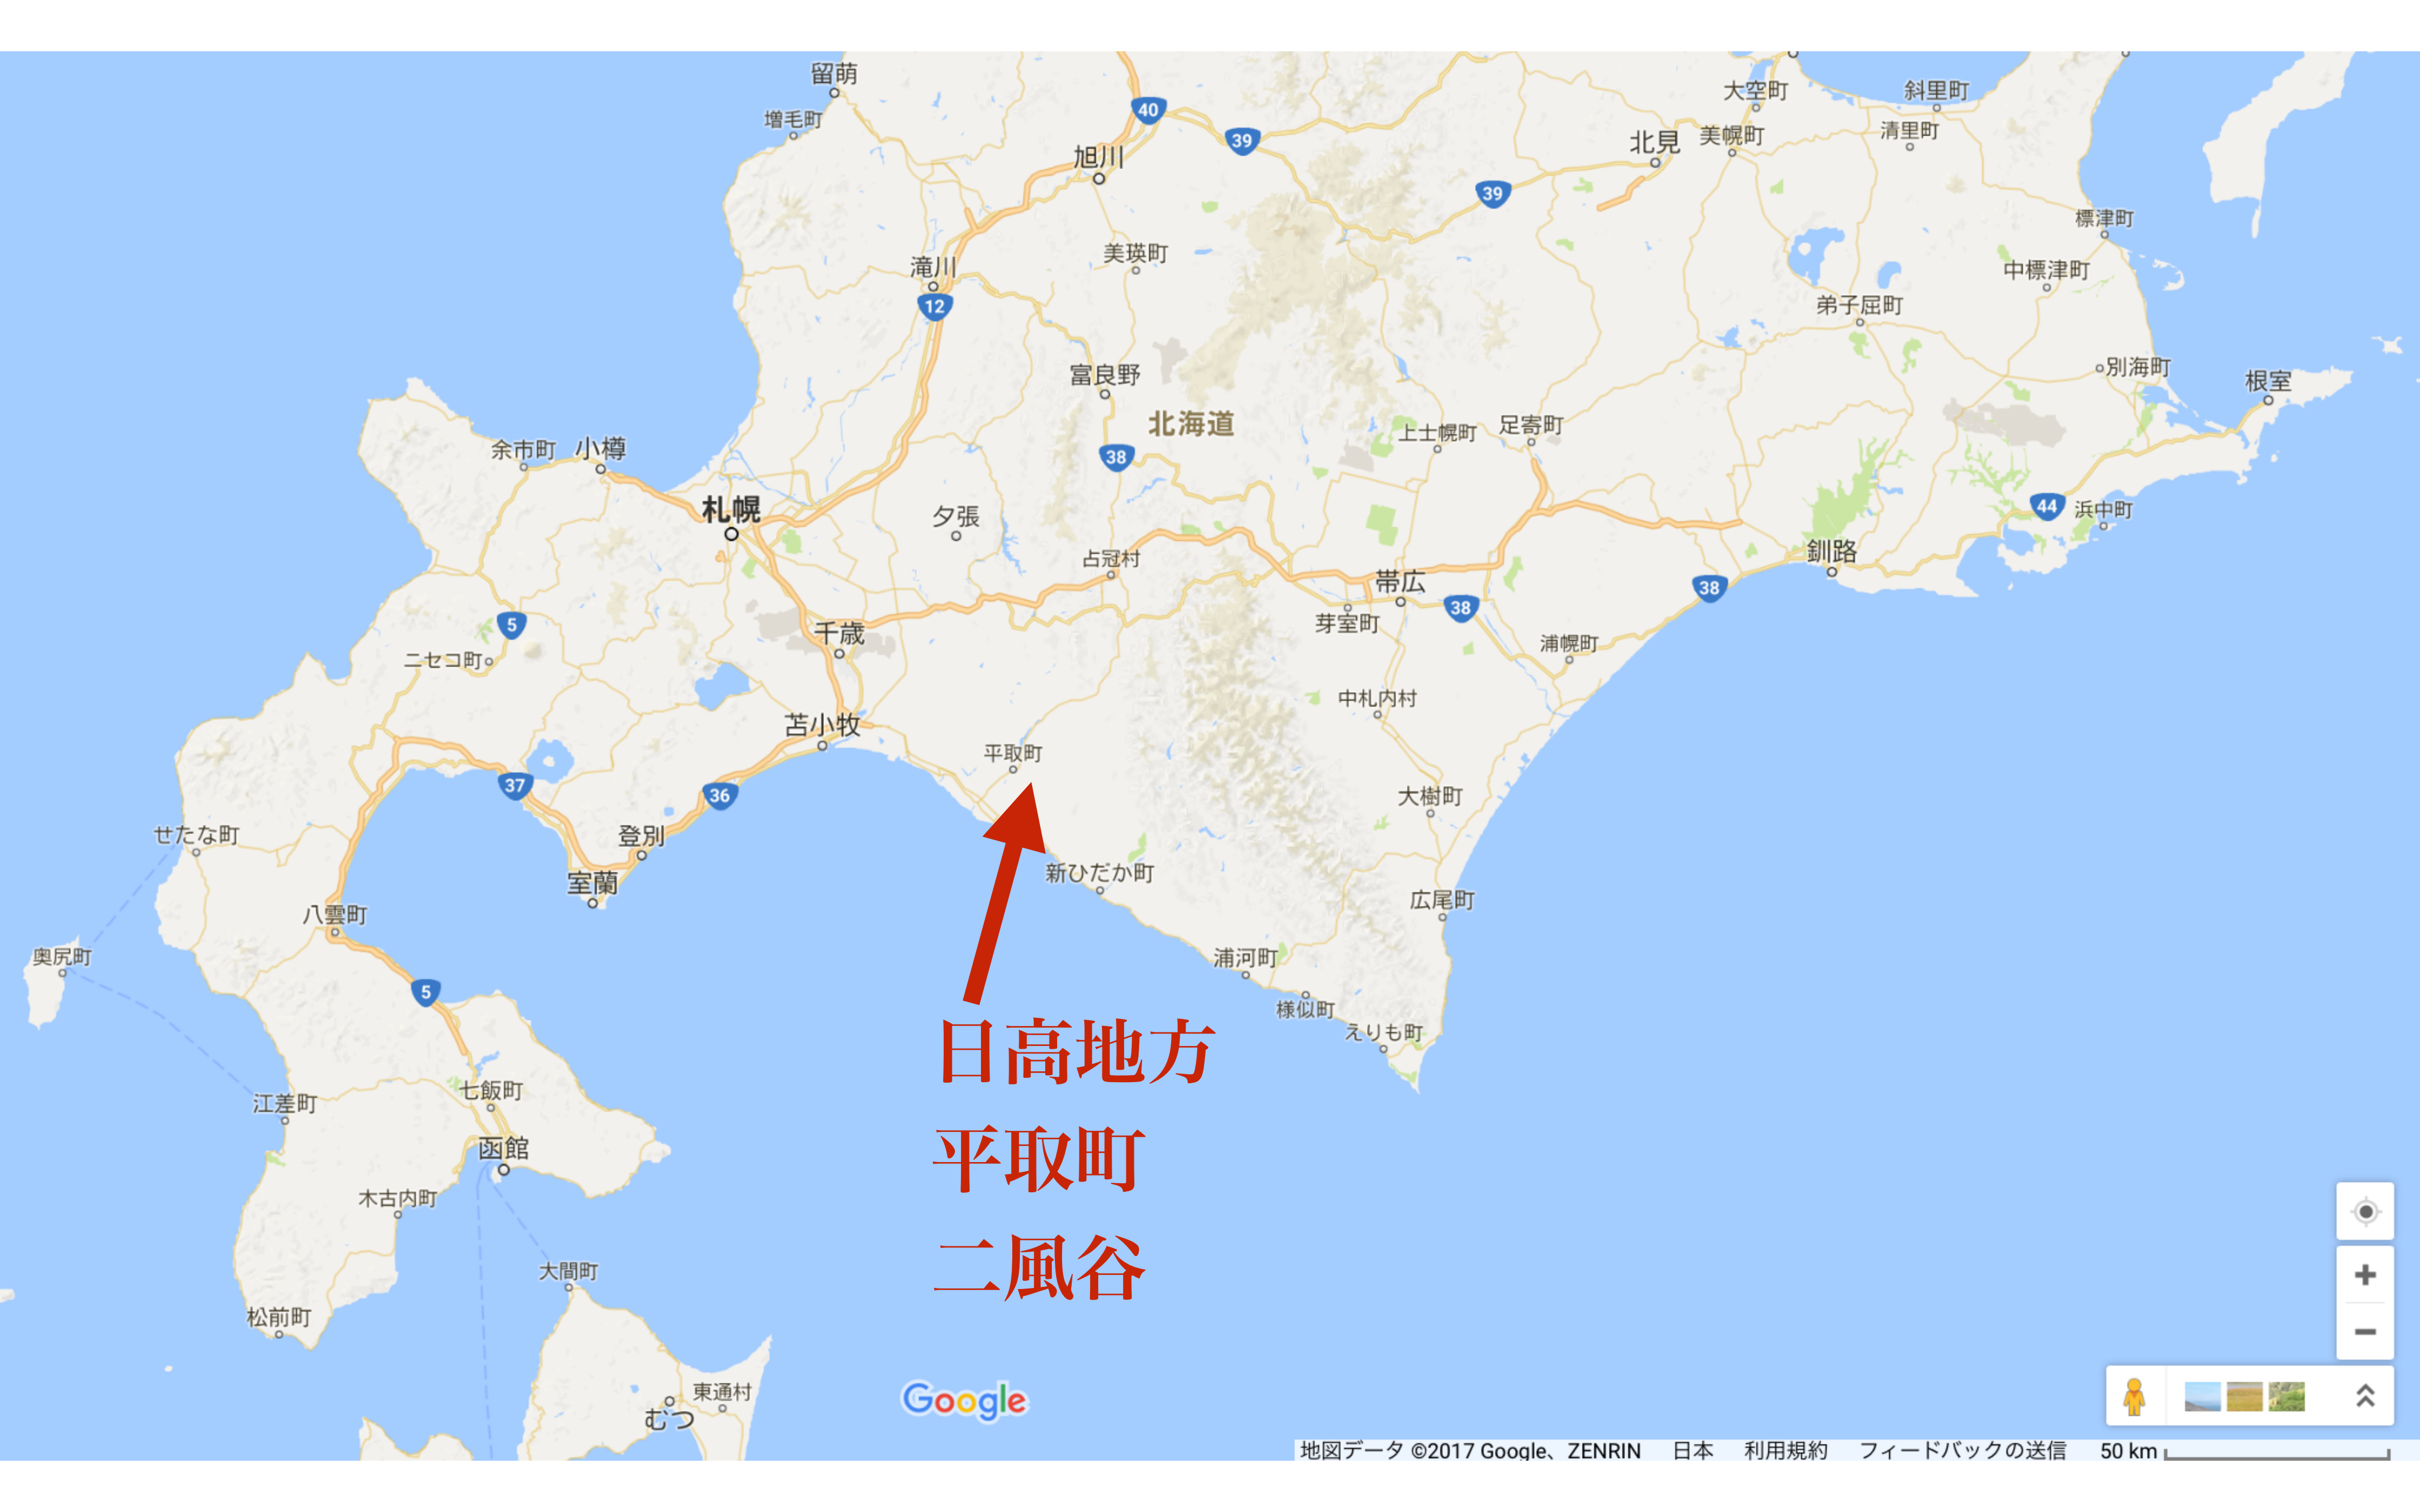 留萌
増毛町
40
39
旭川
大空町
斜里町
北見
美幌町
清里町
39
標津町
美瑛町
滝川
12
中標津町
弟子屈町
富良野
別海町
根室
北海道
上士幌町
足寄町
余市町
小樽
38
札幌
夕張
44
浜中町
占冠村
釧路
帯広
38
38
芽室町
5
千歳
浦幌町
ニセコ町
中札内村
苫小牧
平取町
37
36
大樹町
せたな町
登別
新ひだか町
室蘭
広尾町
八雲町
奥尻町
浦河町
5
様似町
えりも町
日高地方
平取町
二風谷
七飯町
江差町
函館
木古内町
大間町
松前町
東通村
むつ
Google
地図データ ©2017 Google、ZENRIN 日本 利用規約 フィードバックの送信 50 km